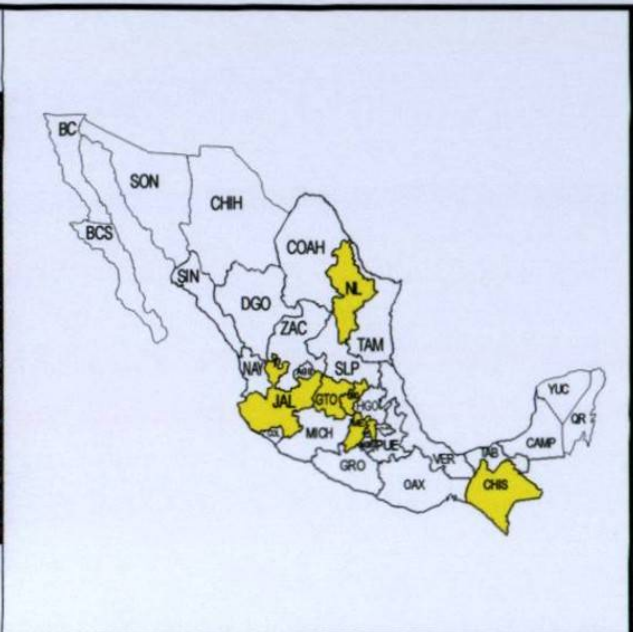 BC
SON
CHIH
BCS
COAH
SIN
NL
DGO
ZAC
TAM
NAY
SLP
JAL
GTO
HGO
MICH
PUE
GRO
VER
OAX
TAB
CAMP
YUC
QR
CHIS